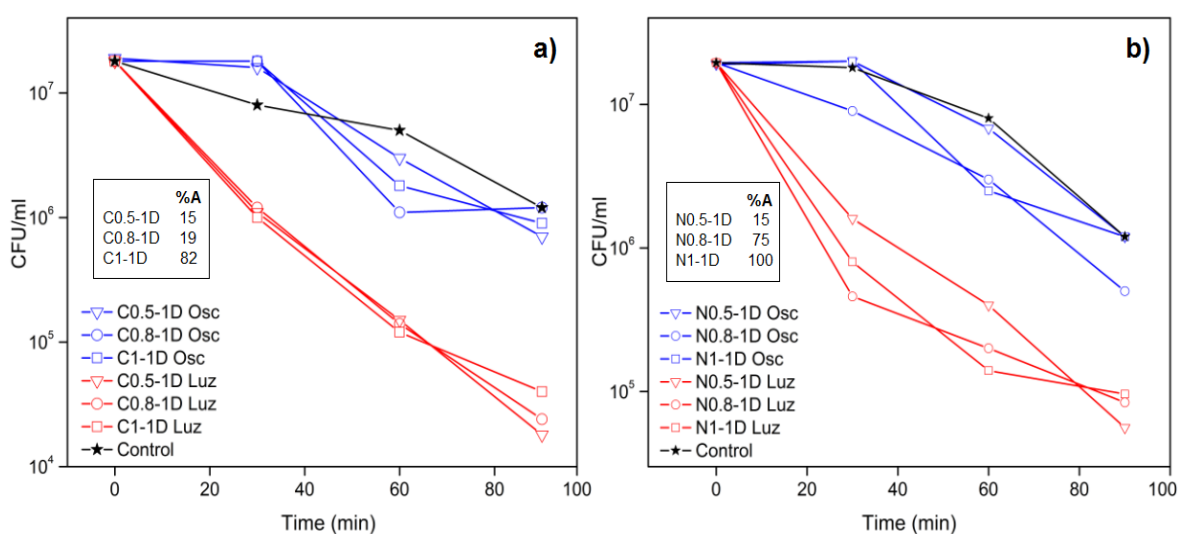 a)
CFU/ml
10^7
10^6
10^5
10^4
%A
C0.5-1D 15
C0.8-1D 19
C1-1D 82
C0.5-1D Osc
C0.8-1D Osc
C1-1D Osc
C0.5-1D Luz
C0.8-1D Luz
C1-1D Luz
Control
0 20 40 60 80 100
Time (min)
b)
CFU/ml
10^7
10^6
10^5
%A
N0.5-1D 15
N0.8-1D 75
N1-1D 100
N0.5-1D Osc
N0.8-1D Osc
N1-1D Osc
N0.5-1D Luz
N0.8-1D Luz
N1-1D Luz
Control
0 20 40 60 80 100
Time (min)